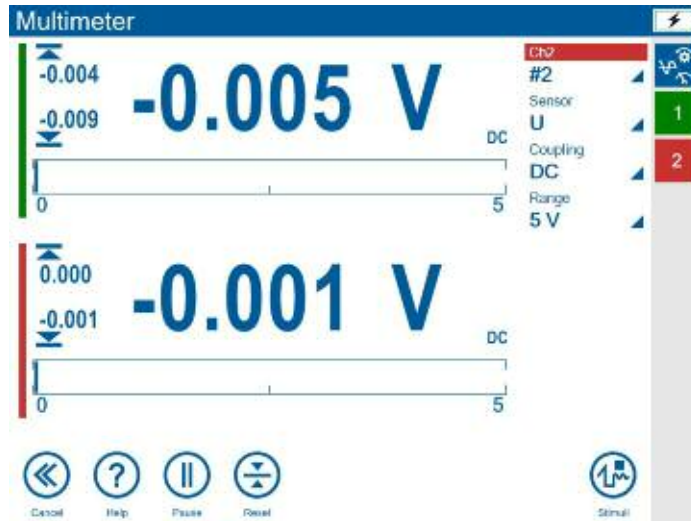 Multimeter
-0.004
-0.009
-0.005 V
DC
0
5
0.000
-0.001
-0.001 V
DC
0
5
Ch2
#2
Sensor
U
Coupling
DC
Range
5 V
1
2
Cancel
Help
Pause
Reset
Stimuli